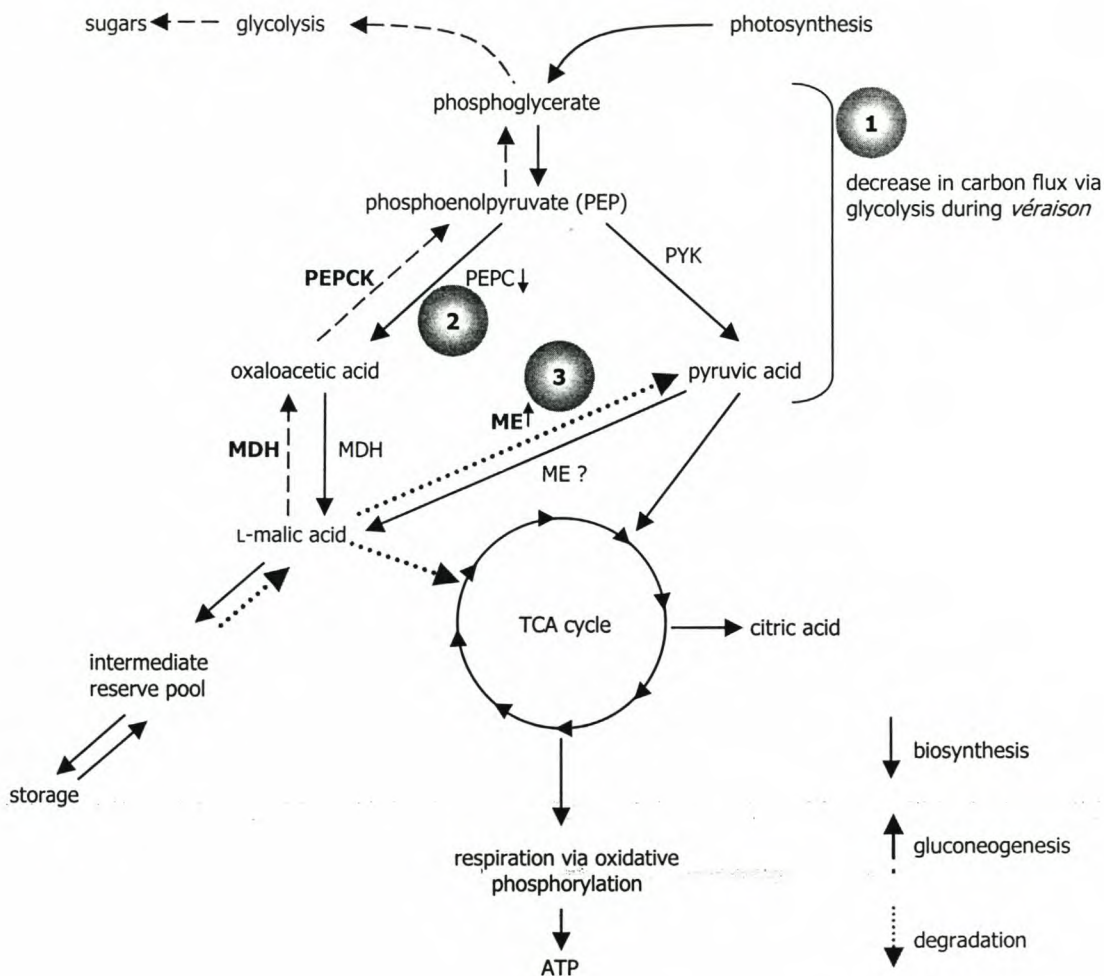 sugars
glycolysis
photosynthesis
phosphoglycerate
1
decrease in carbon flux via
glycolysis during véraison
phosphoenolpyruvate (PEP)
PEPCK
PEPC
PYK
2
oxaloacetic acid
3
pyruvic acid
ME
MDH
MDH
ME ?
L-malic acid
TCA cycle
citric acid
intermediate
reserve pool
storage
biosynthesis
gluconeogenesis
degradation
respiration via oxidative
phosphorylation
ATP